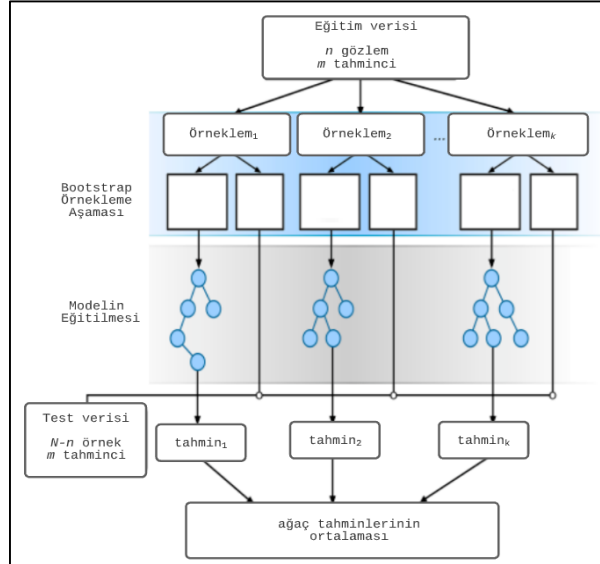 Eğitim verisi
n gözlem
m tahminci
Örneklem₁
Örneklem₂
...
Örneklemₖ
Bootstrap
Örnekleme
Aşaması
Modelin
Eğitilmesi
Test verisi
N-n örnek
m tahminci
tahmin₁
tahmin₂
tahminₖ
ağaç tahminlerinin
ortalaması